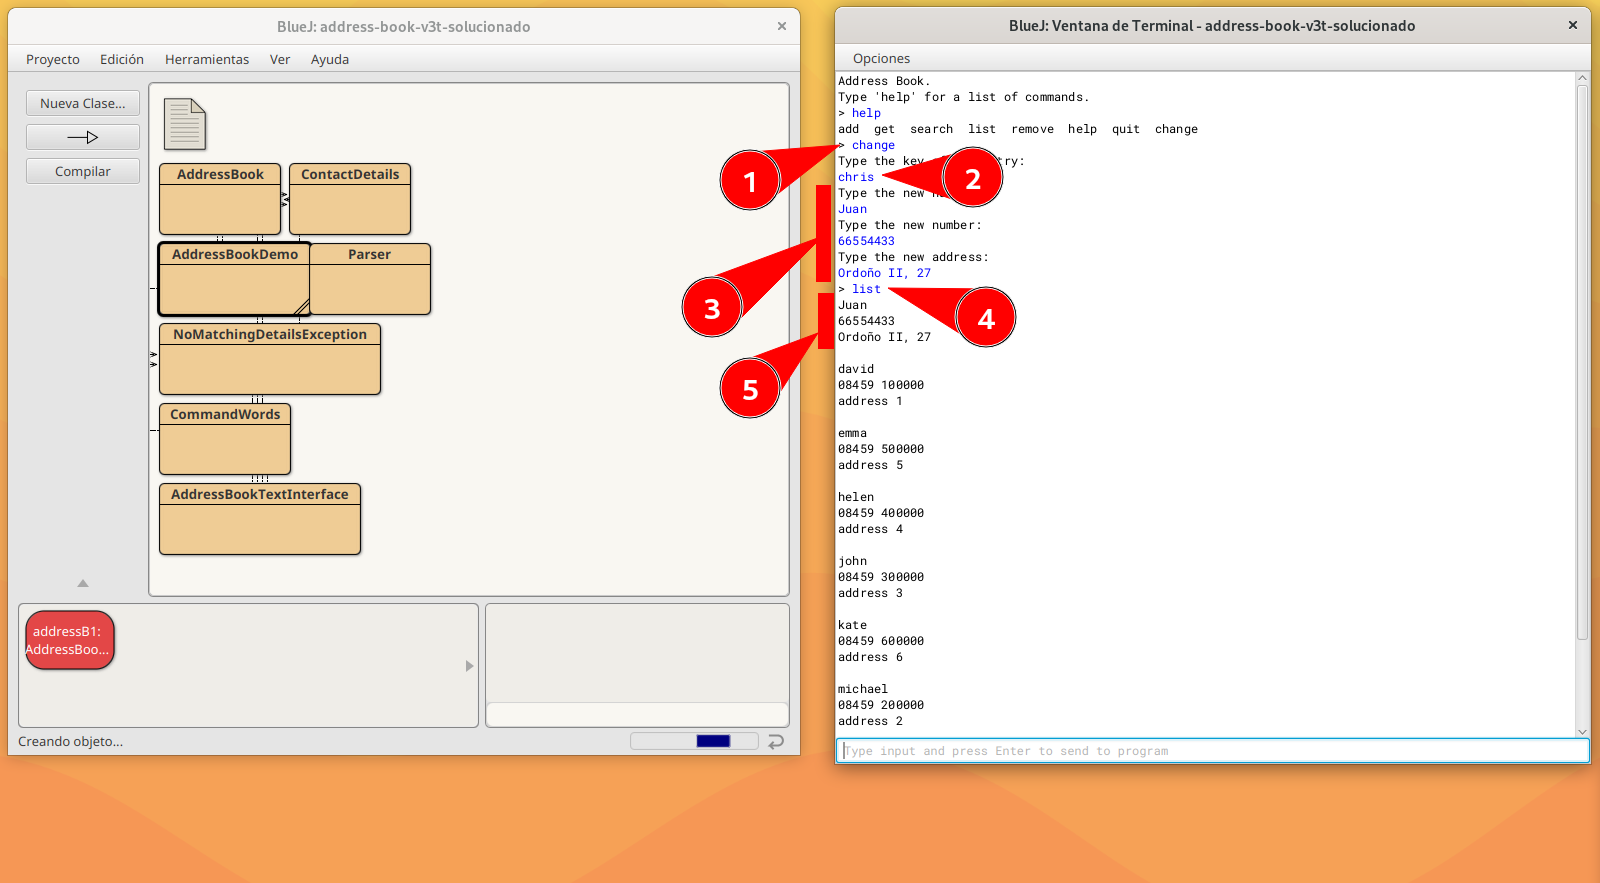 BlueJ: address-book-v3t-solucionado
Proyecto Edición Herramientas Ver Ayuda
Nueva Clase...
Compilar
AddressBook
ContactDetails
AddressBookDemo
Parser
NoMatchingDetailsException
CommandWords
AddressBookTextInterface
addressB1:
AddressBoo...
Creando objeto...
1
2
3
4
5
BlueJ: Ventana de Terminal - address-book-v3t-solucionado
Opciones
Address Book.
Type 'help' for a list of commands.
> help
add get search list remove help quit change
> change
Type the key try:
chris
Type the new
Juan
Type the new number:
66554433
Type the new address:
Ordoño II, 27
> list
Juan
66554433
Ordoño II, 27
david
08459 100000
address 1
emma
08459 500000
address 5
helen
08459 400000
address 4
john
08459 300000
address 3
kate
08459 600000
address 6
michael
08459 200000
address 2
Type input and press Enter to send to program